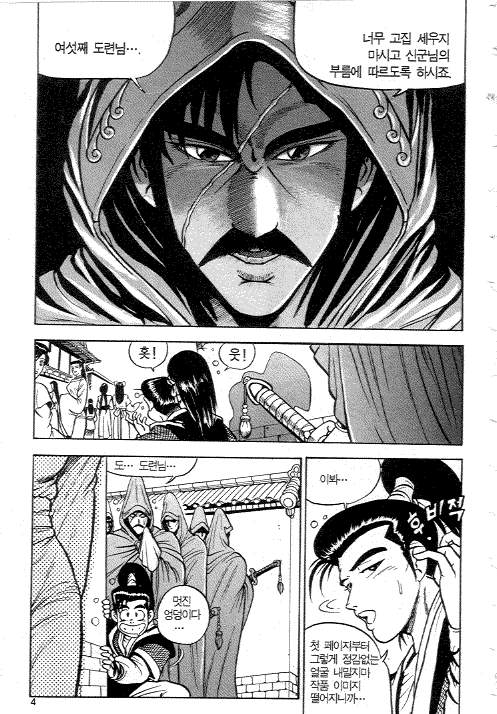 너무 고집 세우지
마시고 신군님의
부름에 따르도록 하시죠.
여섯째 도련님….
웃!
홋!
이봐…
후비적
첫 페이지부터
그렇게 정감없는
얼굴 내밀지마
작품 이미지
떨어지니까…
도… 도련님…
멋진
엉덩이다
…
4